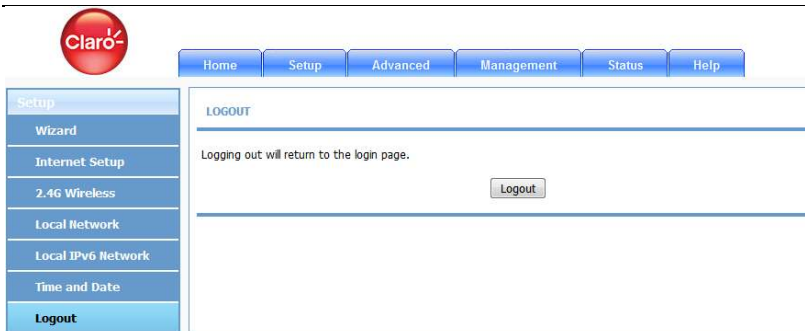 Claro-
Home Setup Advanced Management Status Help
Setup
Wizard
Internet Setup
2.4G Wireless
Local Network
Local IPv6 Network
Time and Date
Logout
LOGOUT
Logging out will return to the login page.
Logout